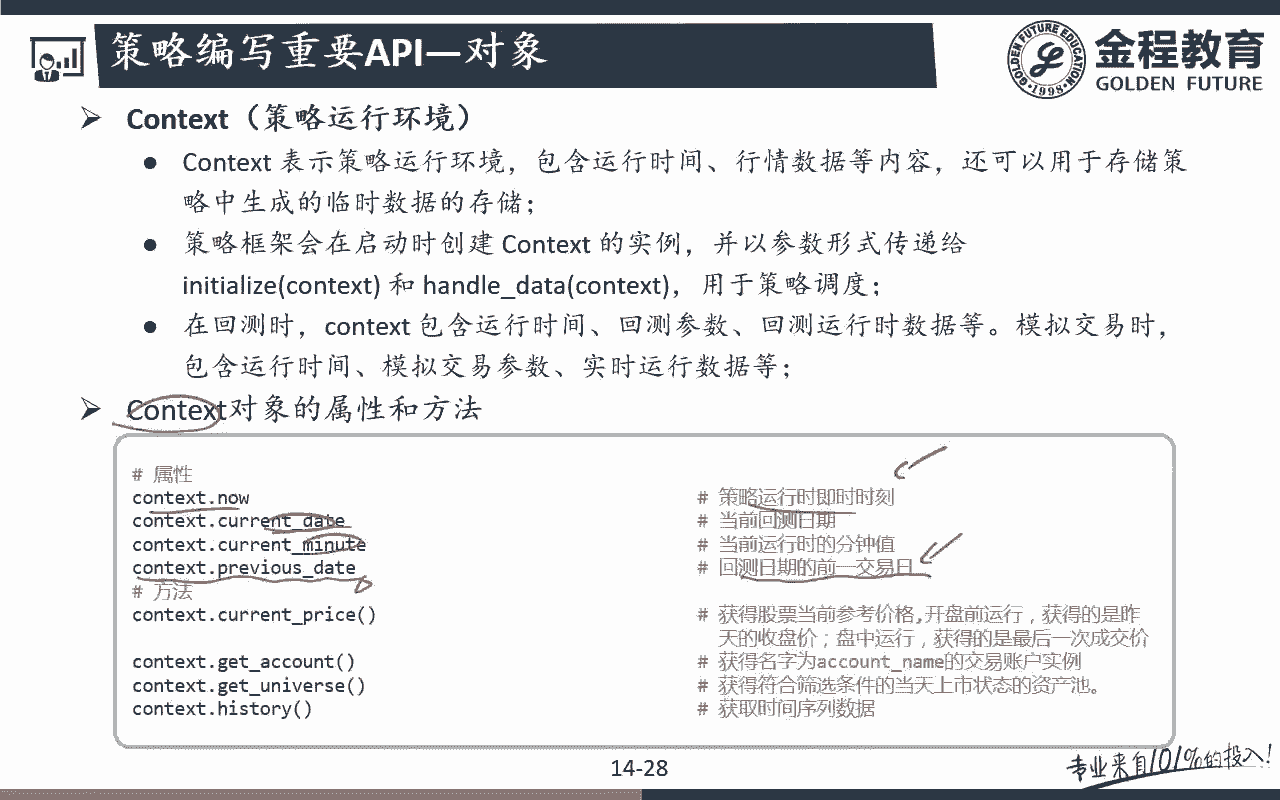 策略编写重要API—对象
金程教育
GOLDEN FUTURE
GOLDEN FUTURE EDUCATION
·1998·
➢ Context（策略运行环境）
● Context 表示策略运行环境，包含运行时间、行情数据等内容，还可以用于存储策
略中生成的临时数据的存储；
● 策略框架会在启动时创建 Context 的实例，并以参数形式传递给
initialize(context) 和 handle_data(context)，用于策略调度；
● 在回测时，context 包含运行时间、回测参数、回测运行时数据等。模拟交易时，
包含运行时间、模拟交易参数、实时运行数据等；
➢ Context对象的属性和方法
# 属性
context.now # 策略运行时即时时刻
context.current_date # 当前回测日期
context.current_minute # 当前运行时的分钟值
context.previous_date # 回测日期的前一交易日
# 方法
context.current_price() # 获得股票当前参考价格,开盘前运行，获得的是昨
天的收盘价；盘中运行，获得的是最后一次成交价
context.get_account() # 获得名字为account_name的交易账户实例
context.get_universe() # 获得符合筛选条件的当天上市状态的资产池。
context.history() # 获取时间序列数据
14-28
专业来自101%的投入!